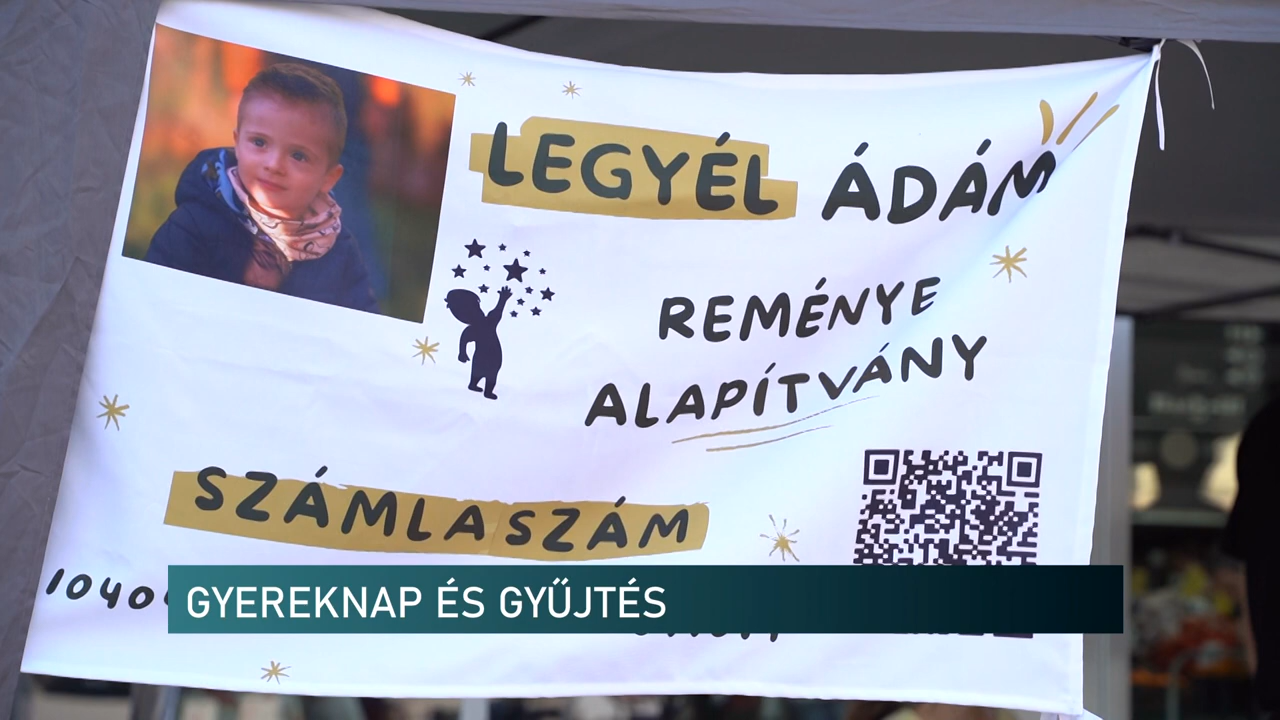 LEGYÉL ÁDÁM
REMÉNYE
ALAPÍTVÁNY
SZÁMLASZÁM
GYEREKNAP ÉS GYŰJTÉS